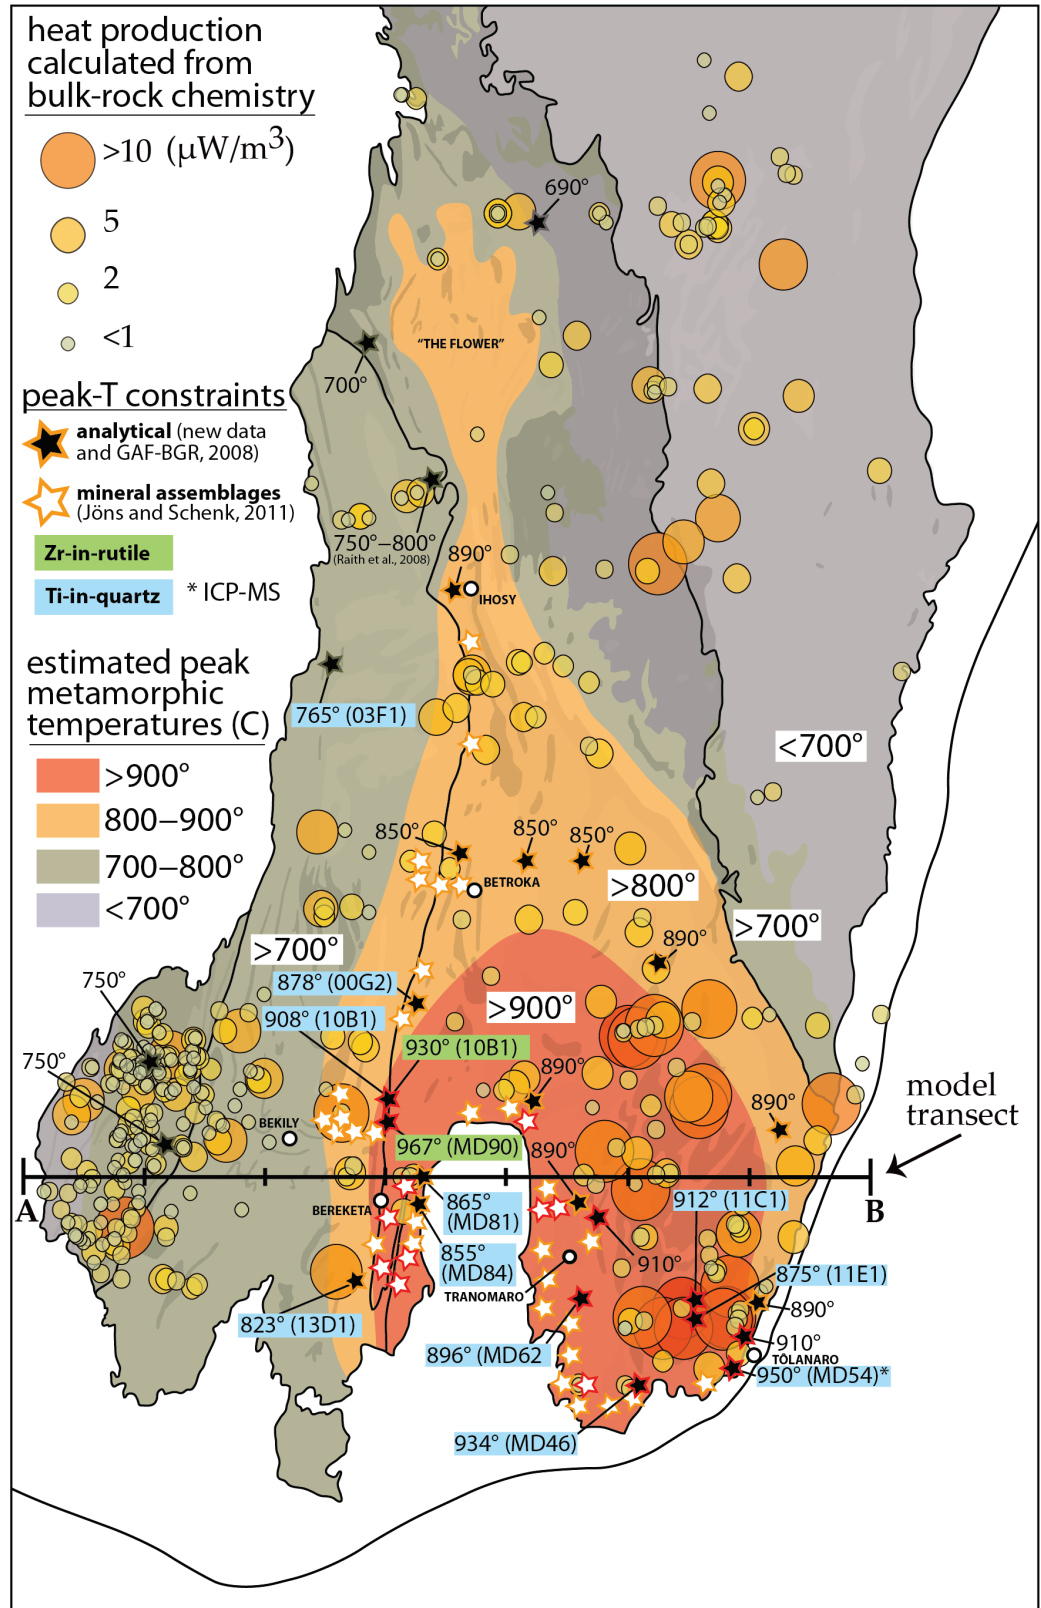 heat production
calculated from
bulk-rock chemistry
>10 (µW/m³)
5
2
<1
peak-T constraints
analytical (new data
and GAF-BGR, 2008)
mineral assemblages
(Jöns and Schenk, 2011)
Zr-in-rutile
Ti-in-quartz
* ICP-MS
estimated peak
metamorphic
temperatures (C)
>900°
800–900°
700–800°
<700°
690°
"THE FLOWER"
700°
750°–800°
(Raith et al., 2008)
890°
IHOSY
765° (03F1)
<700°
850°
850°
850°
BETROKA
>800°
>700°
>700°
890°
750°
878° (00G2)
>900°
908° (10B1)
930° (10B1)
750°
890°
model
transect
890°
BEKILY
967° (MD90)
890°
A
B
912° (11C1)
865°
(MD81)
BEREKETA
855°
(MD84)
910°
875° (11E1)
TRANOMARO
890°
823° (13D1)
910°
896° (MD62
TÔLANARO
950° (MD54)*
934° (MD46)